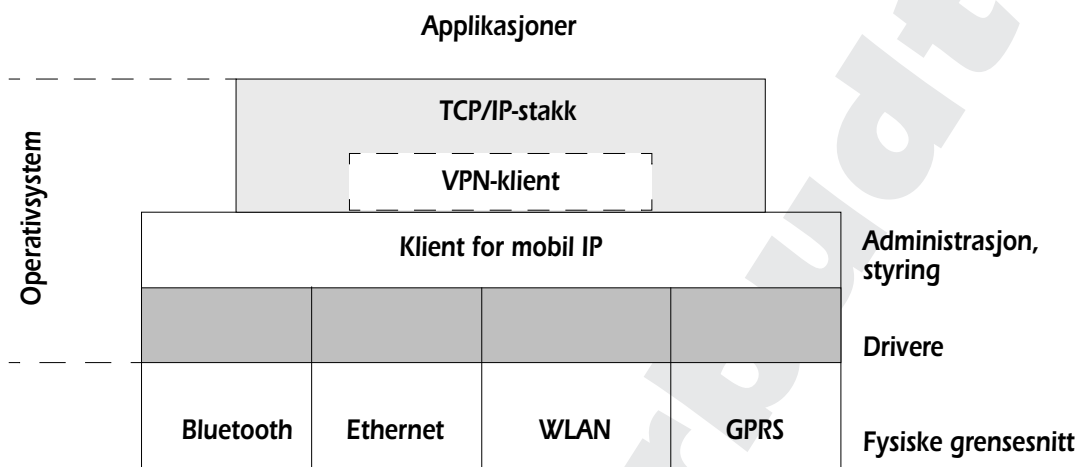 Applikasjoner
TCP/IP-stakk
VPN-klient
Operativsystem
Klient for mobil IP
Administrasjon,
styring
Drivere
Bluetooth
Ethernet
WLAN
GPRS
Fysiske grensesnitt